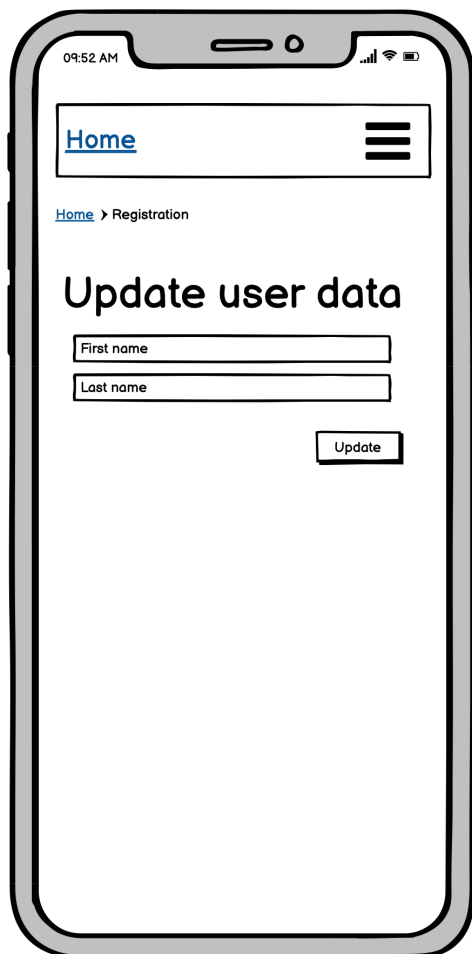 09:52 AM
Home
Home > Registration
Update user data
First name
Last name
Update